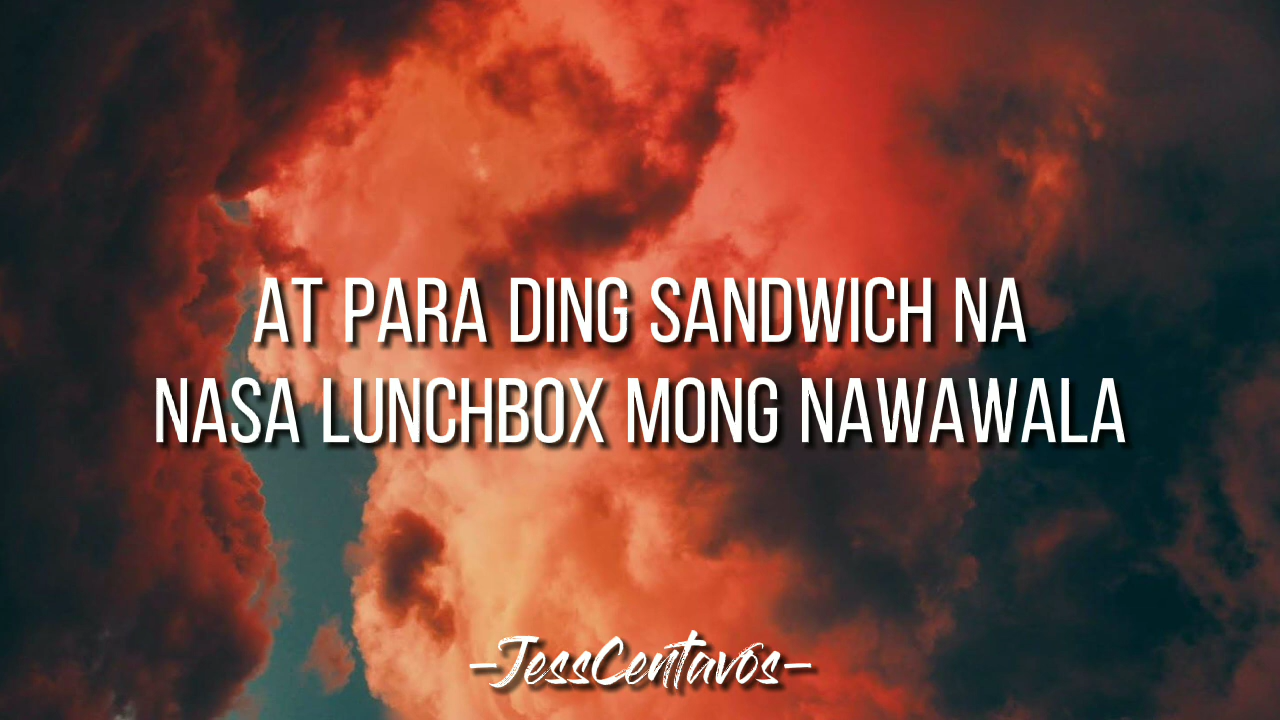 AT PARA DING SANDWICH NA
NASA LUNCHBOX MONG NAWAWALA
-JessCentavos-